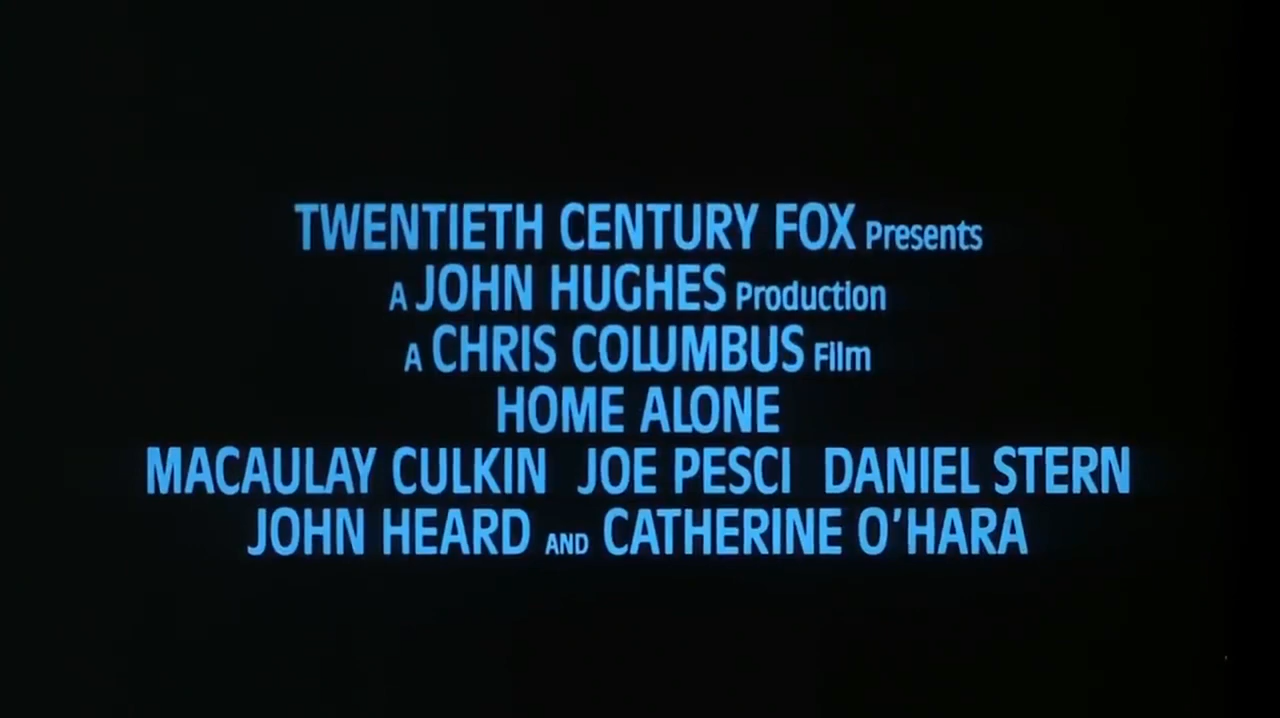 TWENTIETH CENTURY FOX Presents
A JOHN HUGHES Production
A CHRIS COLUMBUS Film
HOME ALONE
MACAULAY CULKIN JOE PESCI DANIEL STERN
JOHN HEARD AND CATHERINE O'HARA